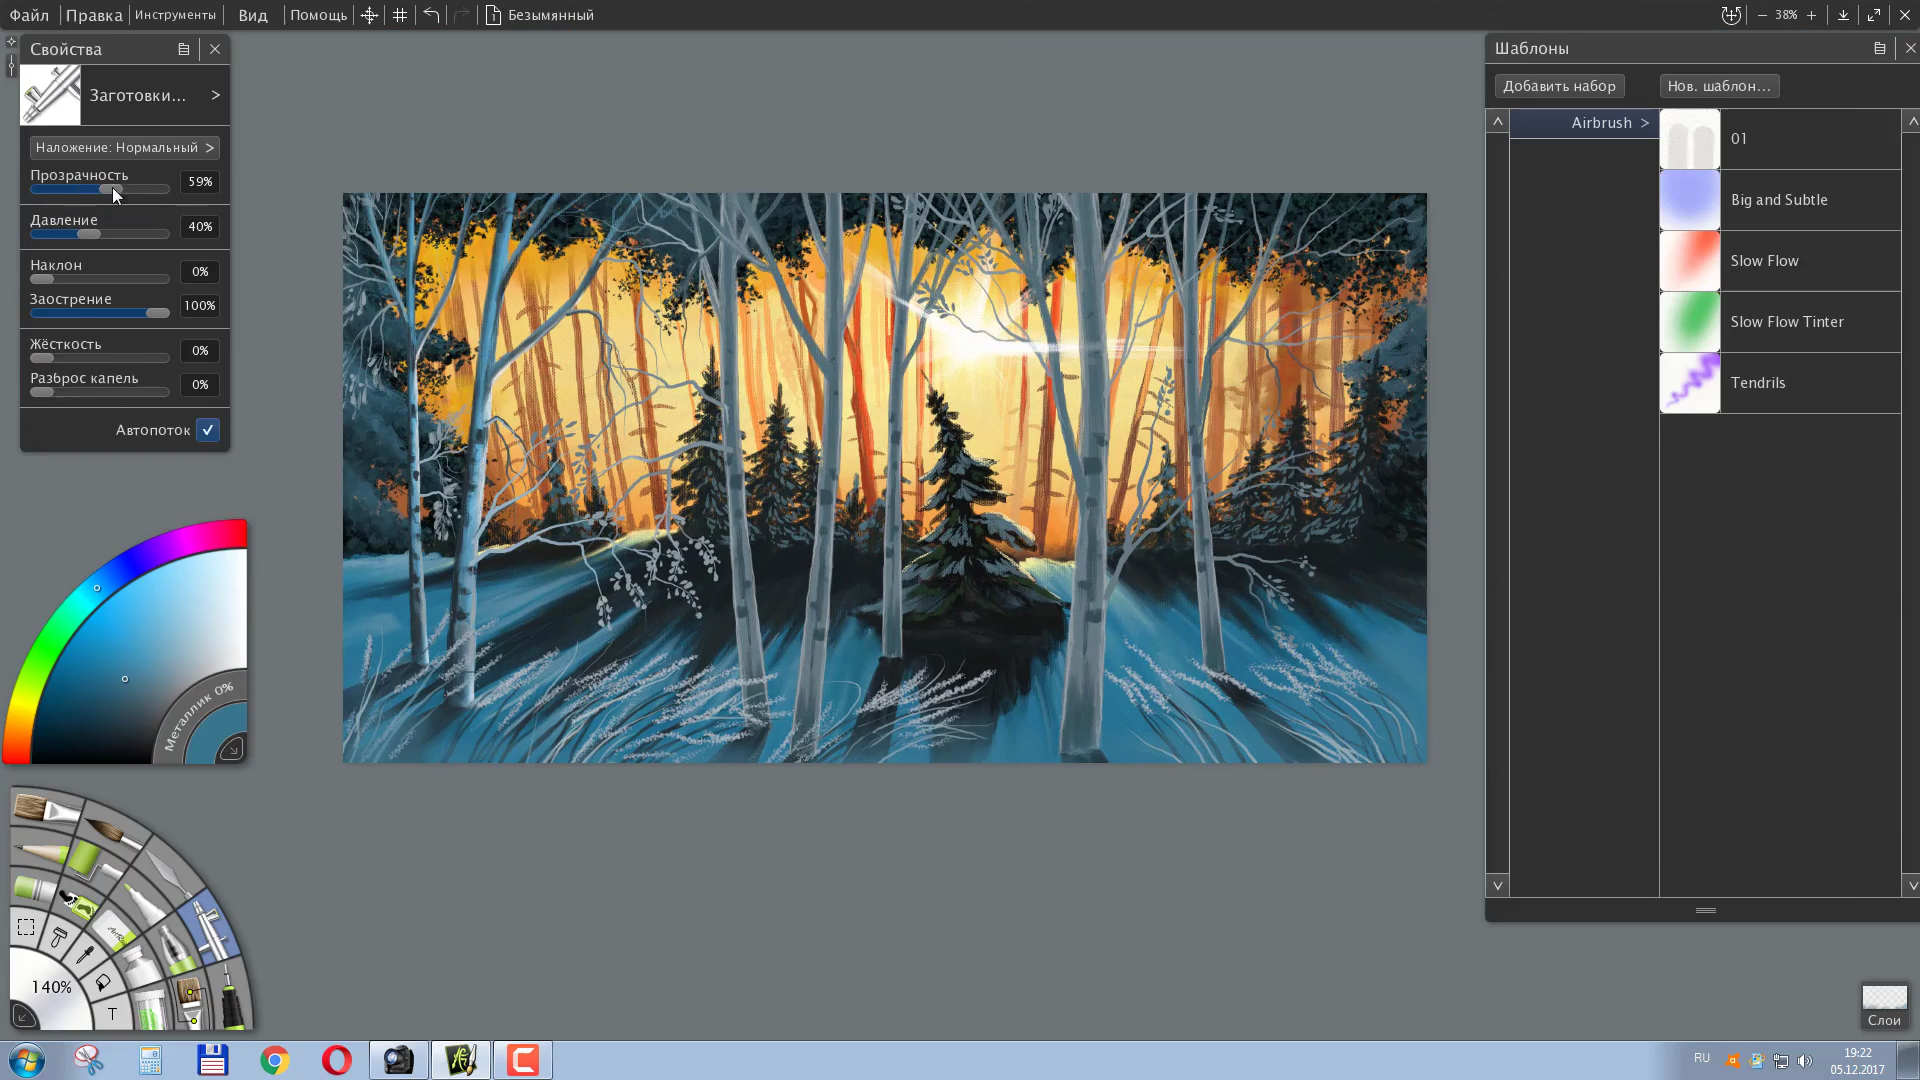 Файл Правка Инструменты Вид Помощь Безымянный 38%
Свойства
Заготовки...
Наложение: Нормальный >
Прозрачность 59%
Давление 40%
Наклон 0%
Заострение 100%
Жёсткость 0%
Разброс капель 0%
Автопоток
Металлик 0%
140%
T
Шаблоны
Добавить набор Нов. шаблон...
Airbrush >
01
Big and Subtle
Slow Flow
Slow Flow Tinter
Tendrils
Слои
RU
19:22
05.12.2017